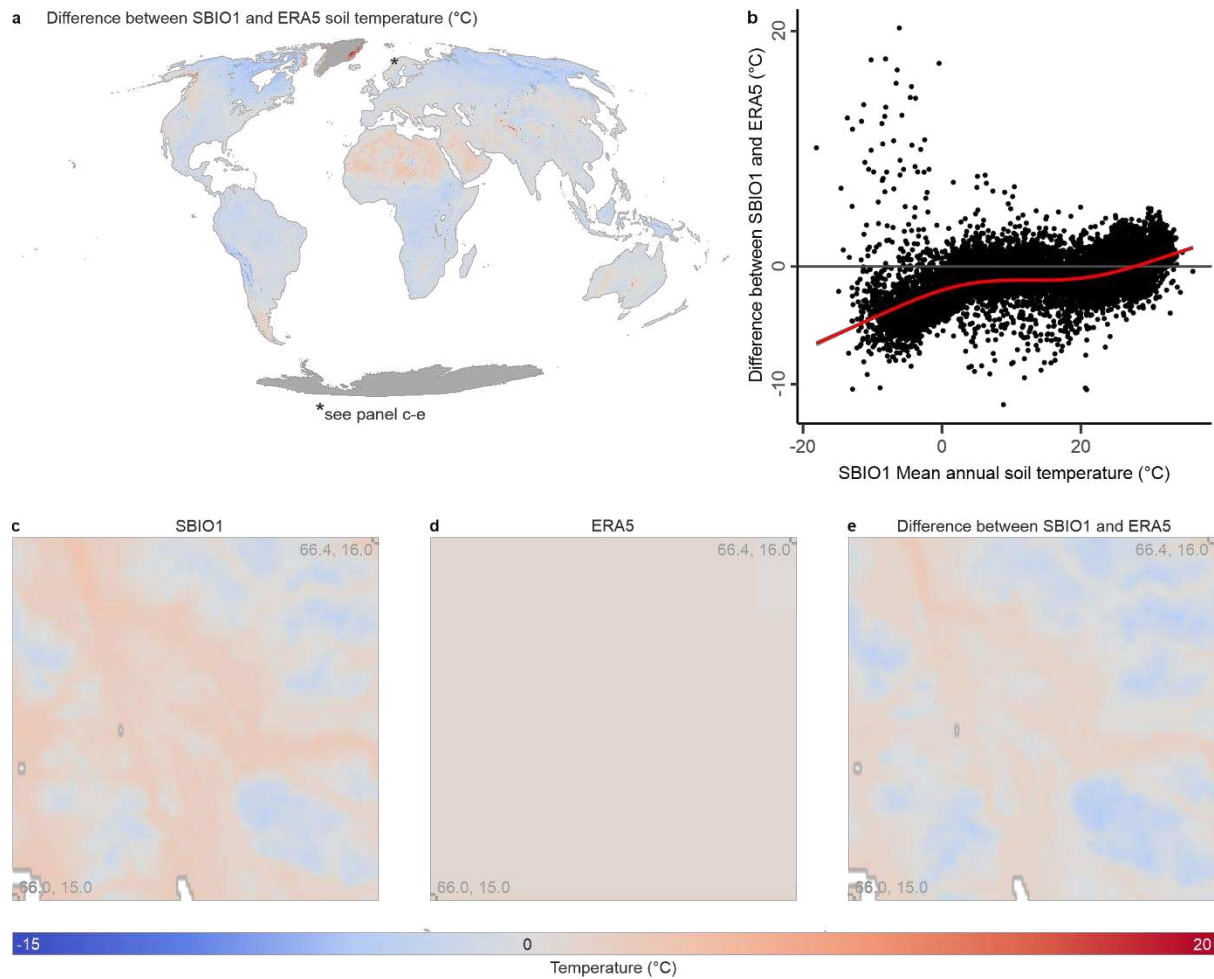 a Difference between SBIO1 and ERA5 soil temperature (°C)
*
*see panel c-e
b
Difference between SBIO1 and ERA5 (°C)
20
0
-10
-20
0
20
SBIO1 Mean annual soil temperature (°C)
c SBIO1
66.4, 16.0
66.0, 15.0
d ERA5
66.4, 16.0
66.0, 15.0
e Difference between SBIO1 and ERA5
66.4, 16.0
66.0, 15.0
-15 0 20
Temperature (°C)